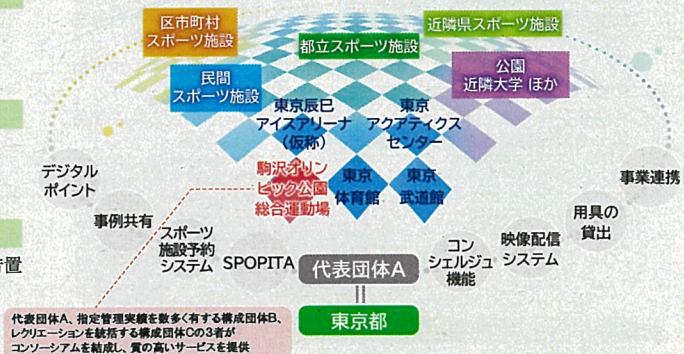 区市町村
スポーツ施設
都立スポーツ施設
近隣県スポーツ施設
民間
スポーツ施設
公園
近隣大学 ほか
東京辰巳
アイスアリーナ
(仮称)
東京
アクアティクス
センター
駒沢オリン
ピック公園
総合運動場
東京
体育館
東京
武道館
デジタル
ポイント
事例共有
スポーツ
施設予約
システム
SPOPITA
代表団体A
コン
シェルジュ
機能
映像配信
システム
用具の
貸出
事業連携
東京都
置
代表団体A、指定管理実績を数多く有する構成団体B、
レクリエーションを統括する構成団体Cの3者が
コンソーシアムを結成し、質の高いサービスを提供